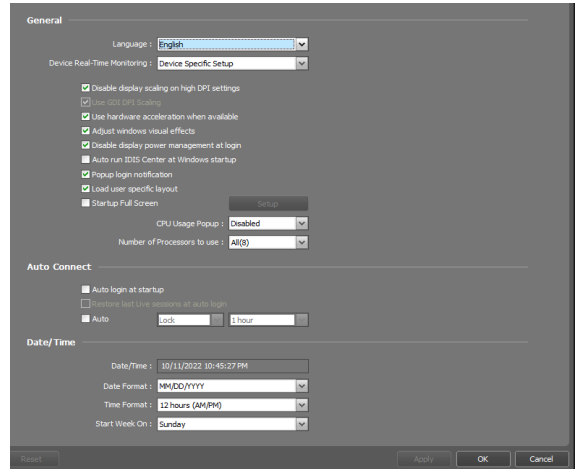 General
Language : English
Device Real-Time Monitoring : Device Specific Setup
Disable display scaling on high DPI settings
Use GDI DPI Scaling
Use hardware acceleration when available
Adjust windows visual effects
Disable display power management at login
Auto run IDIS Center at Windows startup
Popup login notification
Load user specific layout
Startup Full Screen Setup
CPU Usage Popup : Disabled
Number of Processors to use : All(8)
Auto Connect
Auto login at startup
Restore last Live sessions at auto login
Auto Lock 1 hour
Date/Time
Date/Time : 10/11/2022 10:45:27 PM
Date Format : MM/DD/YYYY
Time Format : 12 hours (AM/PM)
Start Week On : Sunday
Reset Apply OK Cancel